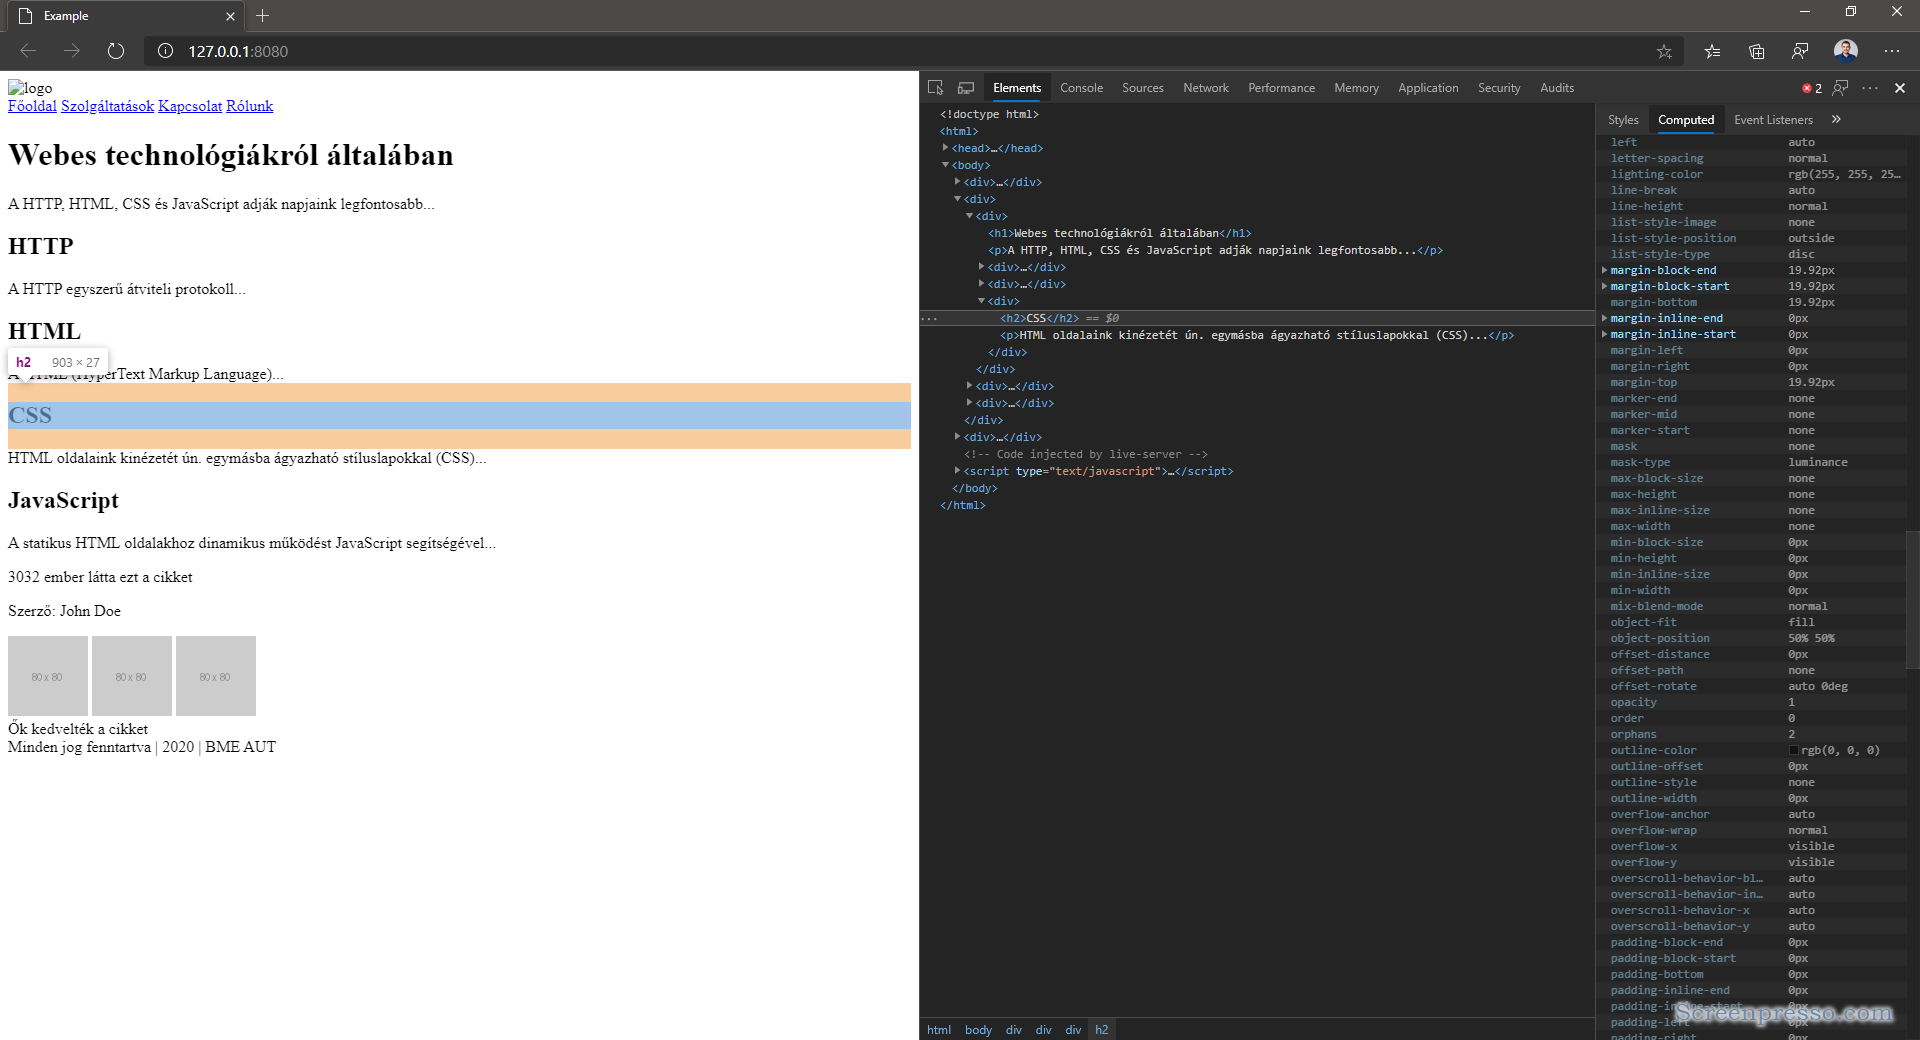 Example
127.0.0.1:8080
logo
Főoldal Szolgáltatások Kapcsolat Rólunk
Webes technológiákról általában
A HTTP, HTML, CSS és JavaScript adják napjaink legfontosabb...
HTTP
A HTTP egyszerű átviteli protokoll...
HTML
h2 903 × 27
A HTML (HyperText Markup Language)...
CSS
HTML oldalaink kinézetét ún. egymásba ágyazható stíluslapokkal (CSS)...
JavaScript
A statikus HTML oldalakhoz dinamikus működést JavaScript segítségével...
3032 ember látta ezt a cikket
Szerző: John Doe
80 x 80 80 x 80 80 x 80
Ők kedvelték a cikket
Minden jog fenntartva | 2020 | BME AUT
Elements Console Sources Network Performance Memory Application Security Audits 2
<!doctype html>
<html>
<head>…</head>
<body>
<div>…</div>
<div>
<div>
<h1>Webes technológiákról általában</h1>
<p>A HTTP, HTML, CSS és JavaScript adják napjaink legfontosabb...</p>
<div>…</div>
<div>…</div>
<div>
... <h2>CSS</h2> == $0
<p>HTML oldalaink kinézetét ún. egymásba ágyazható stíluslapokkal (CSS)...</p>
</div>
</div>
<div>…</div>
<div>…</div>
</div>
<div>…</div>
<!-- Code injected by live-server -->
<script type="text/javascript">…</script>
</body>
</html>
html body div div div h2
Styles Computed Event Listeners »
left auto
letter-spacing normal
lighting-color rgb(255, 255, 25…
line-break auto
line-height normal
list-style-image none
list-style-position outside
list-style-type disc
margin-block-end 19.92px
margin-block-start 19.92px
margin-bottom 19.92px
margin-inline-end 0px
margin-inline-start 0px
margin-left 0px
margin-right 0px
margin-top 19.92px
marker-end none
marker-mid none
marker-start none
mask none
mask-type luminance
max-block-size none
max-height none
max-inline-size none
max-width none
min-block-size 0px
min-height 0px
min-inline-size 0px
min-width 0px
mix-blend-mode normal
object-fit fill
object-position 50% 50%
offset-distance 0px
offset-path none
offset-rotate auto 0deg
opacity 1
order 0
orphans 2
outline-color rgb(0, 0, 0)
outline-offset 0px
outline-style none
outline-width 0px
overflow-anchor auto
overflow-wrap normal
overflow-x visible
overflow-y visible
overscroll-behavior-bl… auto
overscroll-behavior-in… auto
overscroll-behavior-x auto
overscroll-behavior-y auto
padding-block-end 0px
padding-block-start 0px
padding-bottom 0px
padding-inline-end 0px
padding-inline-start 0px
padding-left 0px
padding-right 0px
Screenpresso.com